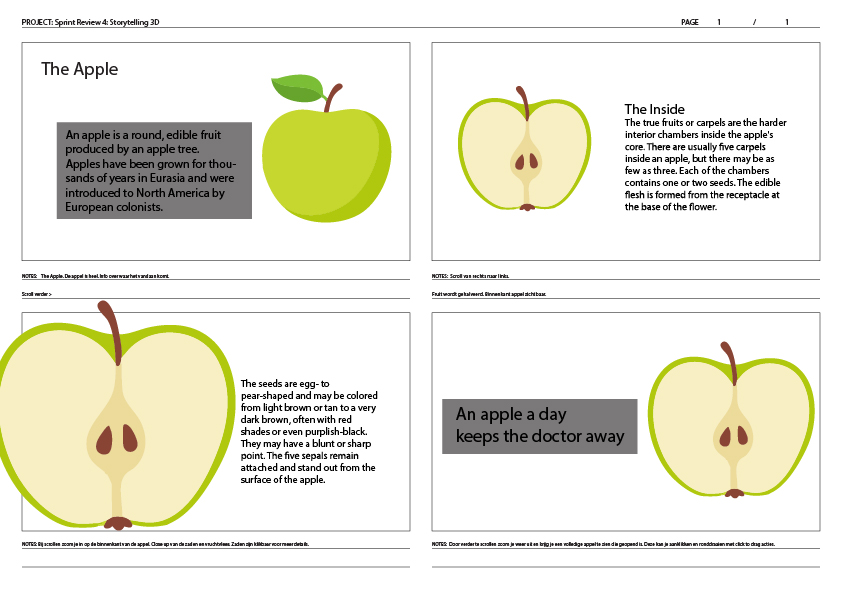 PROJECT: Sprint Review 4: Storytelling 3D
PAGE 1 / 1
The Apple
An apple is a round, edible fruit
produced by an apple tree.
Apples have been grown for thou-
sands of years in Eurasia and were
introduced to North America by
European colonists.
NOTES: The Apple. De appel is heel. Info over waar het vandaan komt.
Scroll verder >
The Inside
The true fruits or carpels are the harder
interior chambers inside the apple's
core. There are usually five carpels
inside an apple, but there may be as
few as three. Each of the chambers
contains one or two seeds. The edible
flesh is formed from the receptacle at
the base of the flower.
NOTES: Scroll van rechts naar links.
Fruit wordt gehalveerd. Binnenkant appel zichtbaar.
The seeds are egg- to
pear-shaped and may be colored
from light brown or tan to a very
dark brown, often with red
shades or even purplish-black.
They may have a blunt or sharp
point. The five sepals remain
attached and stand out from the
surface of the apple.
NOTES: Bij scrollen zoom je in op de binnenkant van de appel. Close up van de zaden en vruchtvlees. Zaden zijn klikbaar voor meer details.
An apple a day
keeps the doctor away
NOTES: Door verder te scrollen zoom je weer uit en krijg je een volledige appel te zien die geopend is. Deze kan je aanklikken en ronddraaien met click to drag acties.